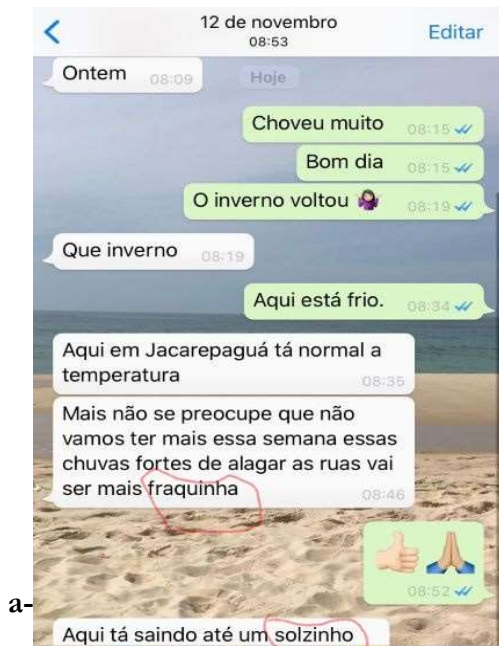 12 de novembro
08:53
Editar
Ontem 08:09
Hoje
Choveu muito 08:15
Bom dia 08:15
O inverno voltou 🤷🏻‍♀️ 08:19
Que inverno 08:19
Aqui está frio. 08:34
Aqui em Jacarepaguá tá normal a
temperatura 08:35
Mais não se preocupe que não
vamos ter mais essa semana essas
chuvas fortes de alagar as ruas vai
ser mais fraquinha 08:46
👍🏻🙏🏼
08:52
a-
Aqui tá saindo até um solzinho